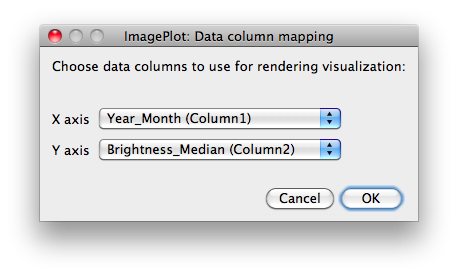 ImagePlot: Data column mapping
Choose data columns to use for rendering visualization:
X axis Year_Month (Column1)
Y axis Brightness_Median (Column2)
Cancel OK